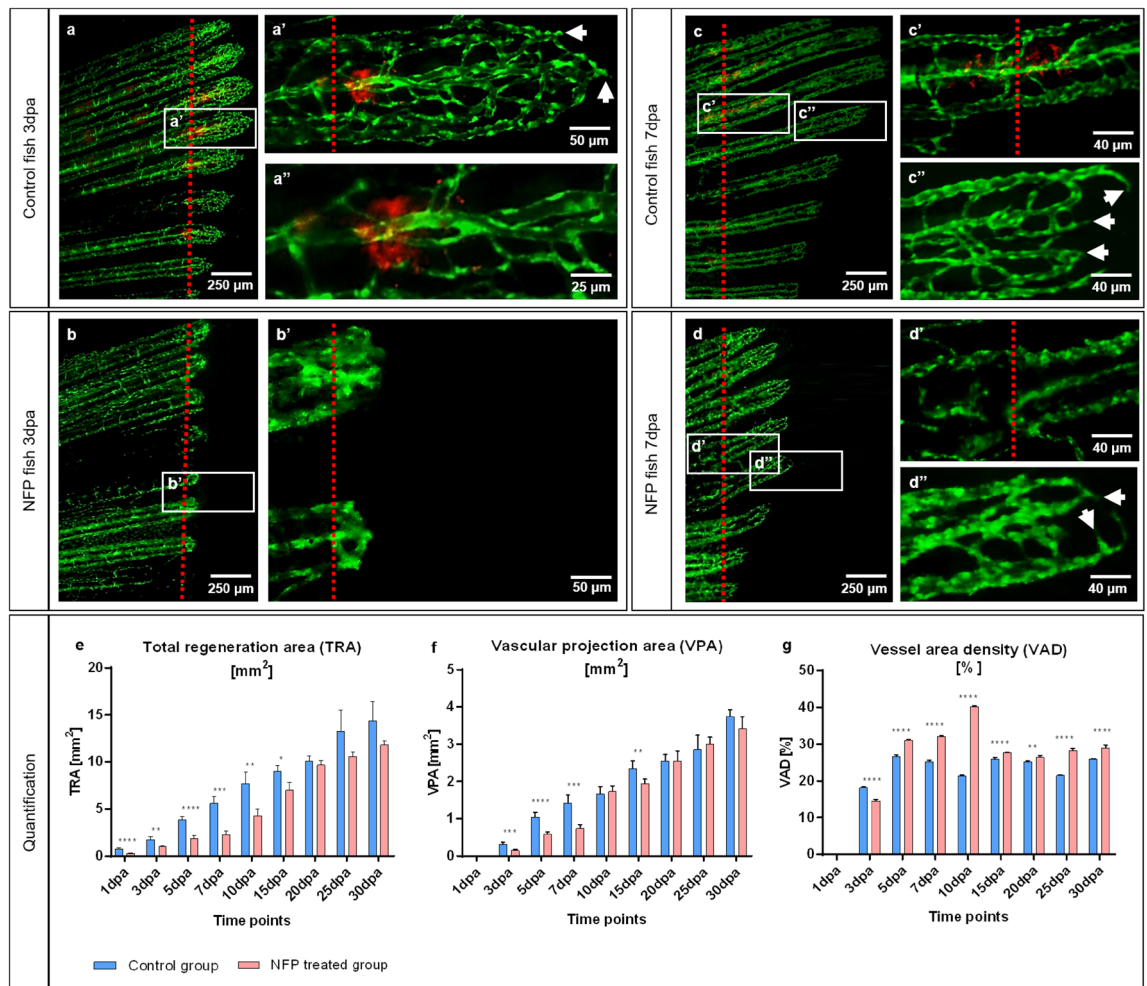 Control fish 3dpa
a
a'
250 µm
a'
50 µm
a''
25 µm
Control fish 7dpa
c
c'
c''
250 µm
c'
40 µm
c''
40 µm
NFP fish 3dpa
b
b'
250 µm
b'
50 µm
NFP fish 7dpa
d
d'
d''
250 µm
d'
40 µm
d''
40 µm
Quantification
e
Total regeneration area (TRA)
[mm²]
TRA [mm²]
20
15
10
5
0
****
**
****
***
**
*
1dpa
3dpa
5dpa
7dpa
10dpa
15dpa
20dpa
25dpa
30dpa
Time points
f
Vascular projection area (VPA)
[mm²]
VPA [mm²]
5
4
3
2
1
0
***
****
***
**
1dpa
3dpa
5dpa
7dpa
10dpa
15dpa
20dpa
25dpa
30dpa
Time points
g
Vessel area density (VAD)
[% ]
VAD [%]
50
40
30
20
10
0
****
****
****
****
****
**
****
****
1dpa
3dpa
5dpa
7dpa
10dpa
15dpa
20dpa
25dpa
30dpa
Time points
Control group
NFP treated group